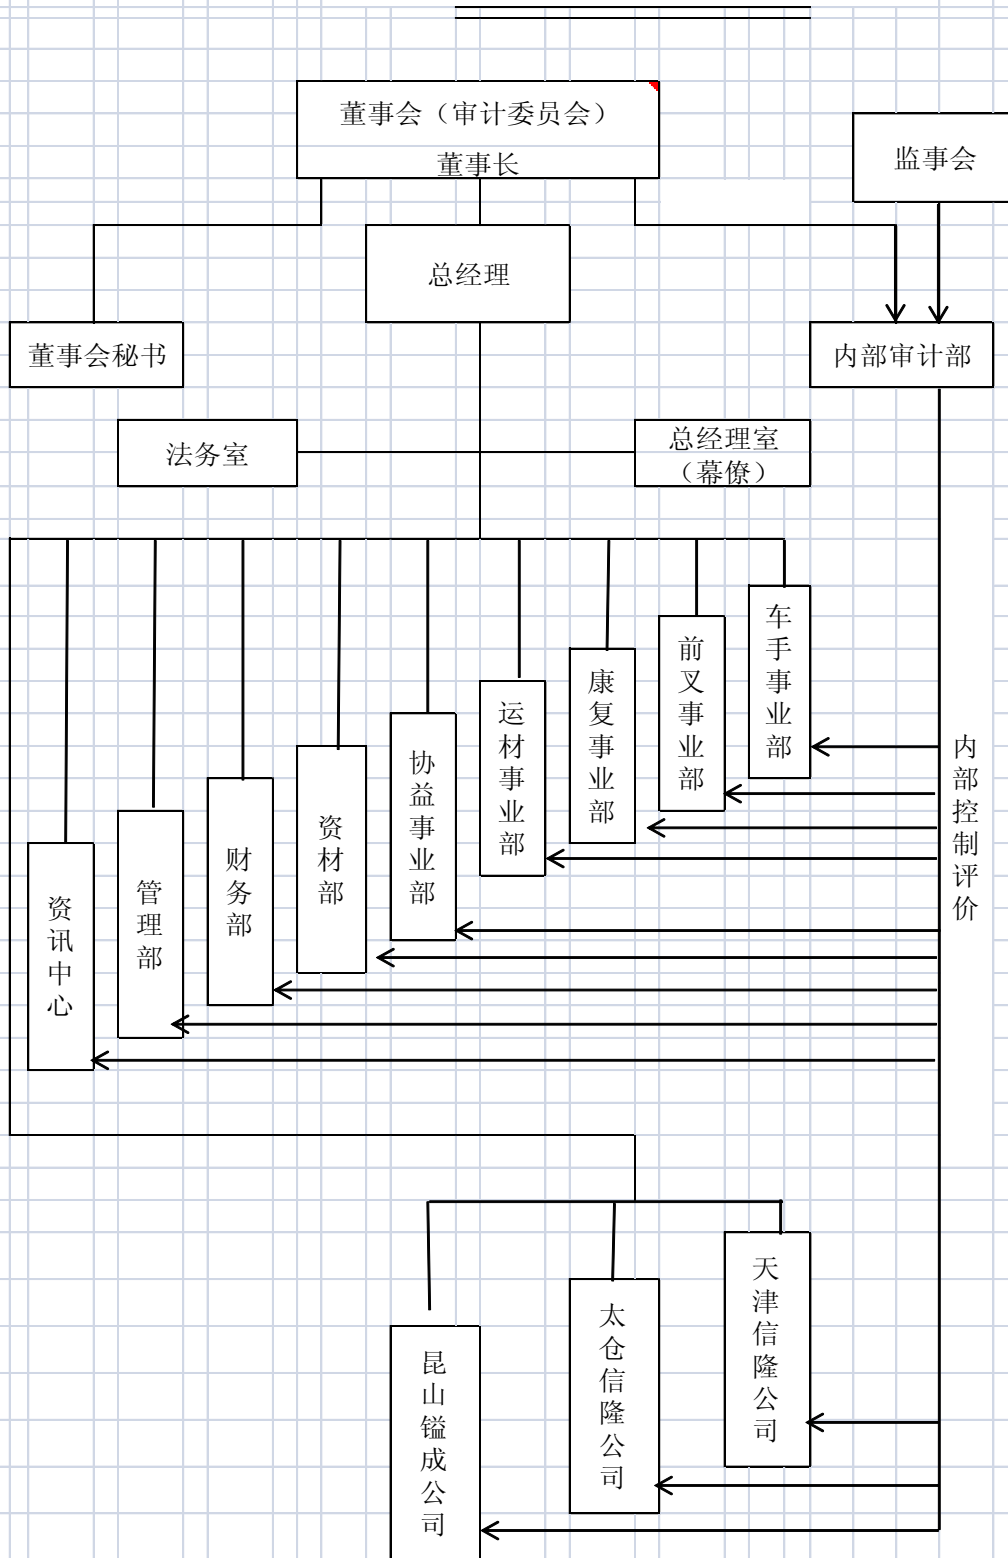 董事会（审计委员会）
董事长
监事会
总经理
董事会秘书
内部审计部
法务室
总经理室
（幕僚）
车手事业部
前叉事业部
康复事业部
运材事业部
协益事业部
资材部
财务部
管理部
资讯中心
内部控制评价
天津信隆公司
太仓信隆公司
昆山镒成公司